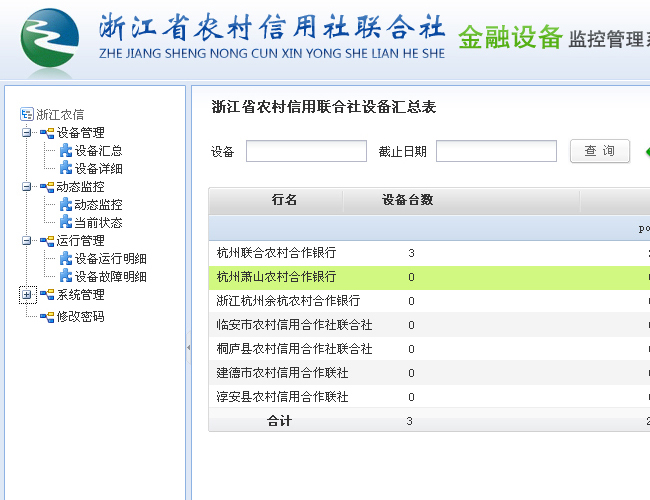 浙江省农村信用社联合社
ZHE JIANG SHENG NONG CUN XIN YONG SHE LIAN HE SHE
金融设备 监控管理
浙江农信
设备管理
设备汇总
设备详细
动态监控
动态监控
当前状态
运行管理
设备运行明细
设备故障明细
系统管理
修改密码
浙江省农村信用联合社设备汇总表
设备 截止日期 查 询
行名 设备台数
po
杭州联合农村合作银行 3
杭州萧山农村合作银行 0
浙江杭州余杭农村合作银行 0
临安市农村信用合作社联合社 0
桐庐县农村信用合作社联合社 0
建德市农村信用合作联社 0
淳安县农村信用合作联社 0
合计 3